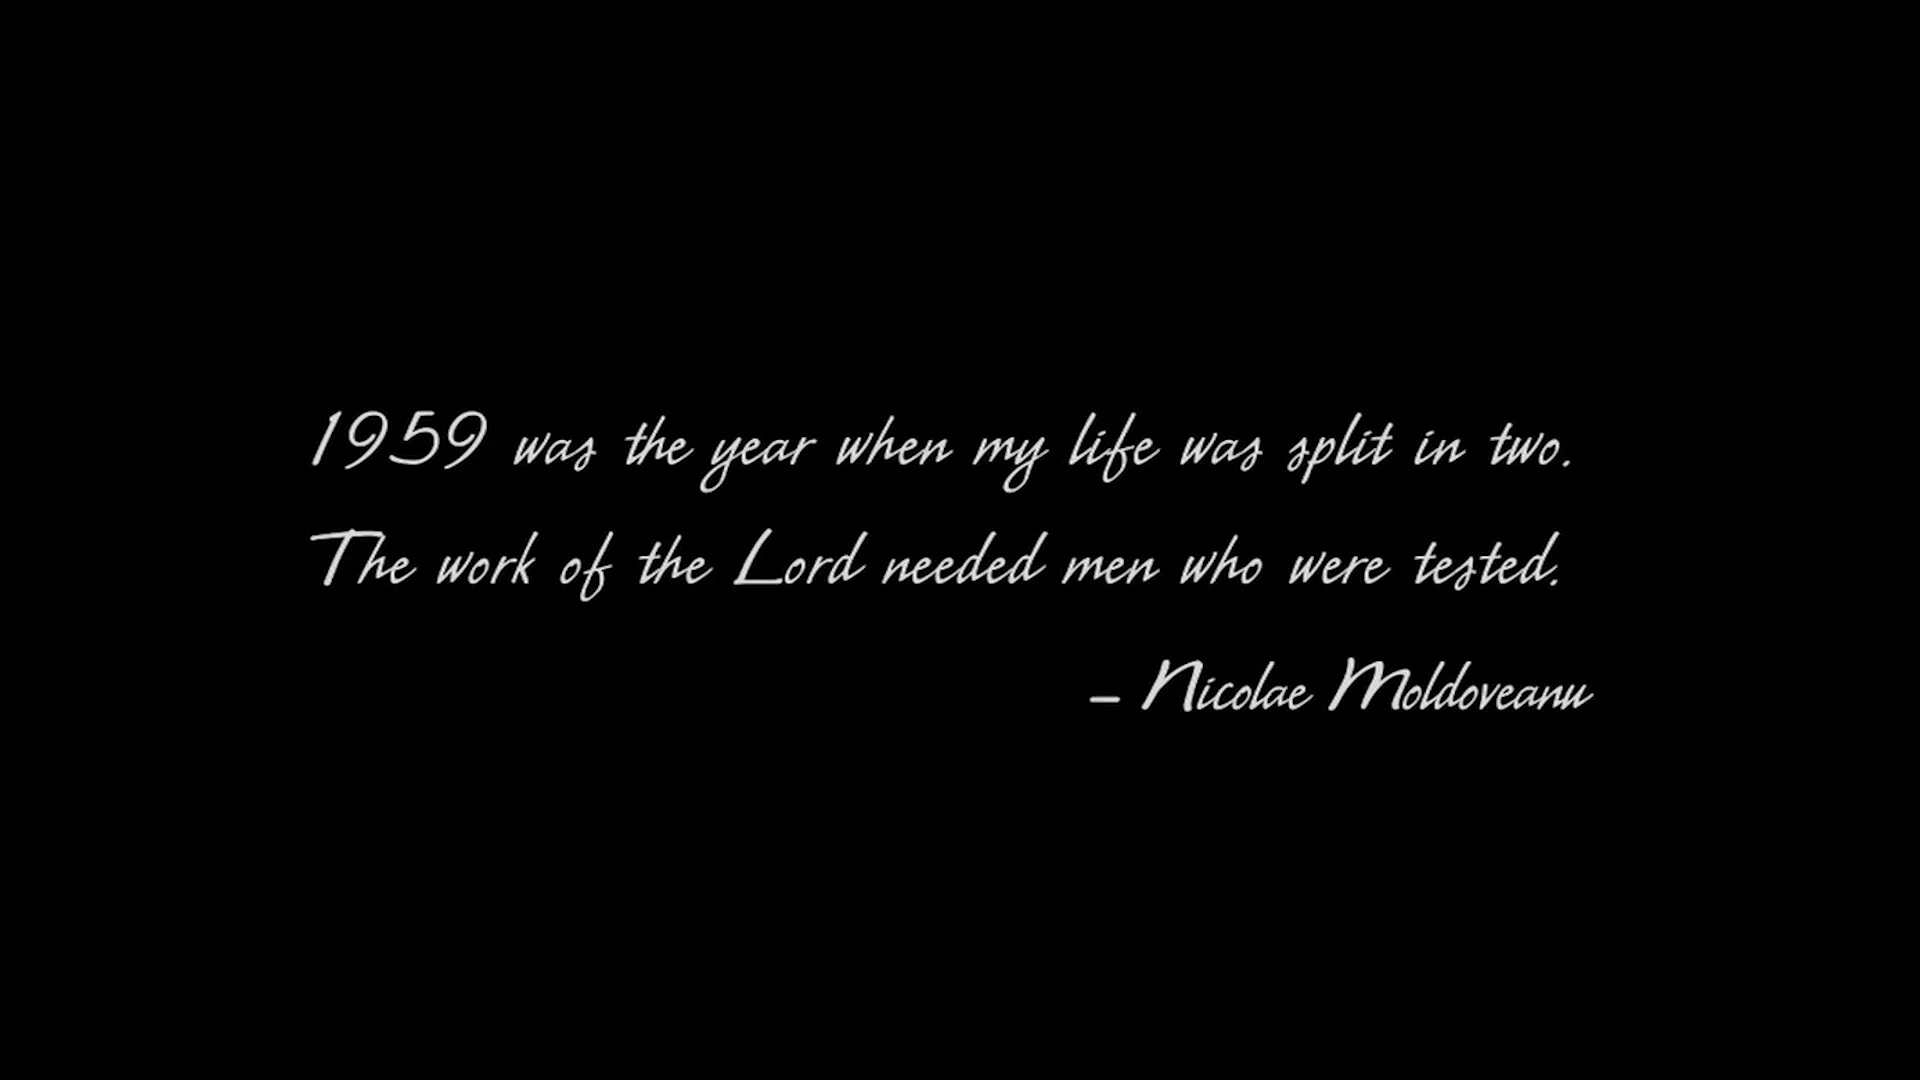 1959 was the year when my life was split in two.
The work of the Lord needed men who were tested.
– Nicolae Moldoveanu